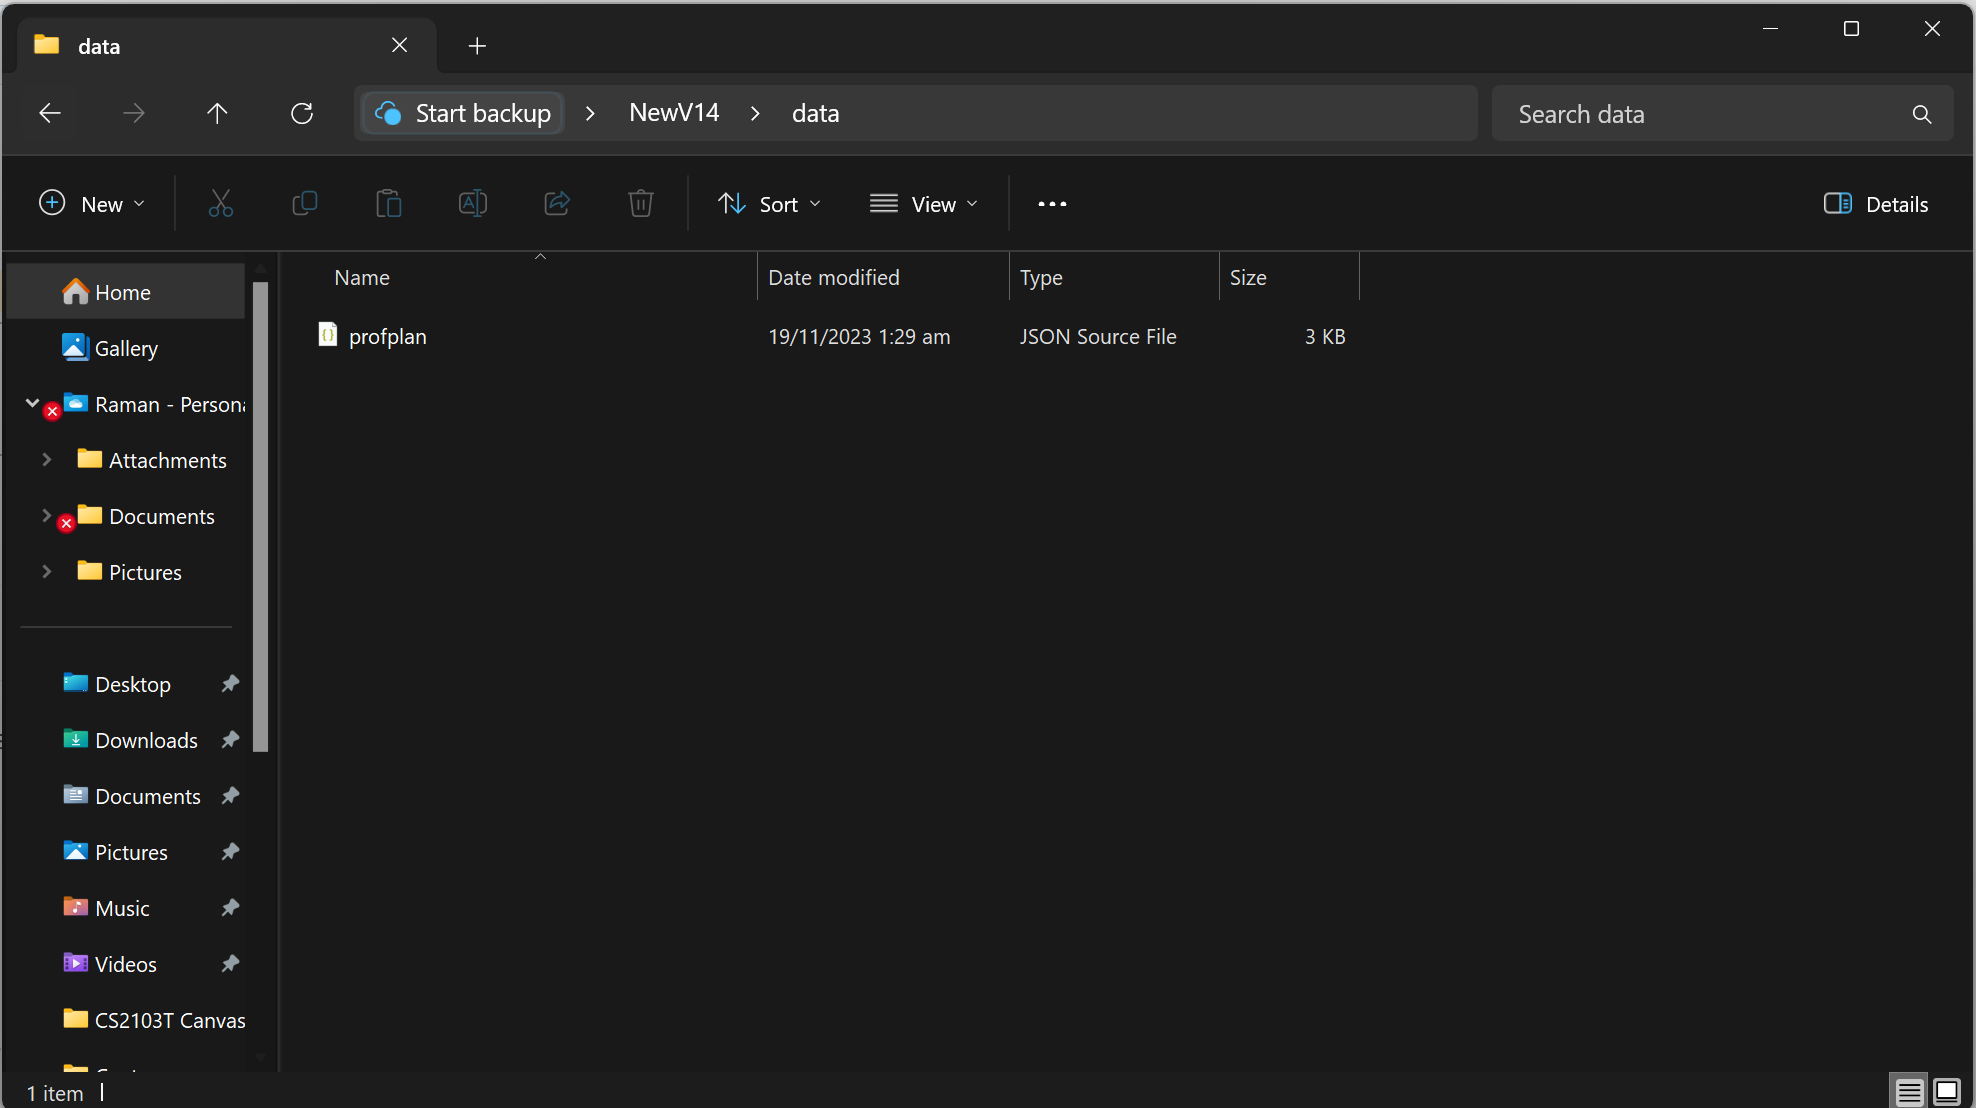 data
Start backup > NewV14 > data
Search data
New
Sort
View
Details
Name
Date modified
Type
Size
profplan
19/11/2023 1:29 am
JSON Source File
3 KB
Home
Gallery
Raman - Persona
Attachments
Documents
Pictures
Desktop
Downloads
Documents
Pictures
Music
Videos
CS2103T Canvas
1 item